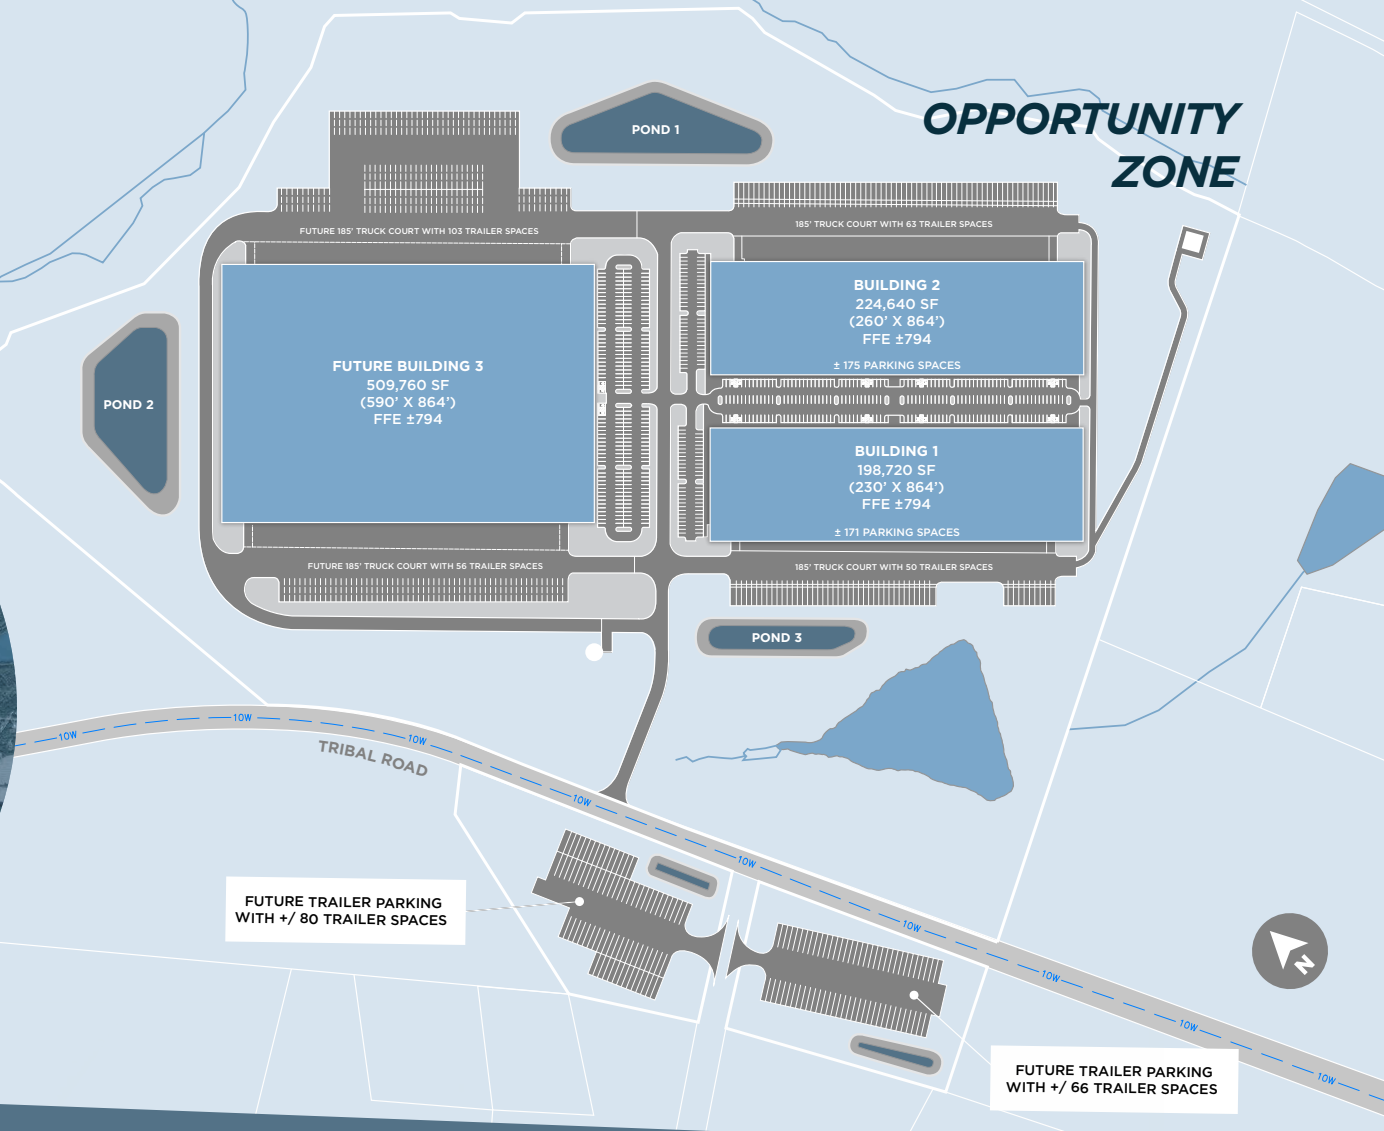 OPPORTUNITY
ZONE
POND 1
FUTURE 185' TRUCK COURT WITH 103 TRAILER SPACES
185' TRUCK COURT WITH 63 TRAILER SPACES
BUILDING 2
224,640 SF
(260' X 864')
FFE ±794
± 175 PARKING SPACES
FUTURE BUILDING 3
509,760 SF
(590' X 864')
FFE ±794
POND 2
BUILDING 1
198,720 SF
(230' X 864')
FFE ±794
± 171 PARKING SPACES
FUTURE 185' TRUCK COURT WITH 56 TRAILER SPACES
185' TRUCK COURT WITH 50 TRAILER SPACES
POND 3
10W
10W
10W
TRIBAL ROAD
10W
10W
FUTURE TRAILER PARKING
WITH +/ 80 TRAILER SPACES
10W
N
10W
10W
FUTURE TRAILER PARKING
WITH +/ 66 TRAILER SPACES
10W